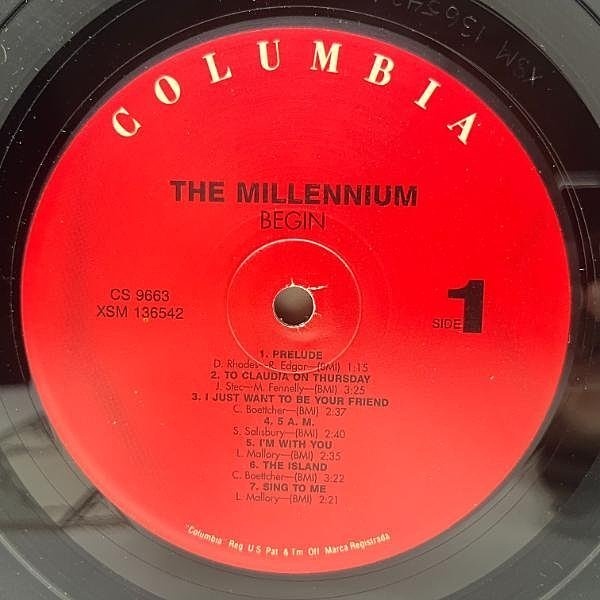 COLUMBIA
THE MILLENNIUM
BEGIN
CS 9663
XSM 136542
SIDE 1
1. PRELUDE
D. Rhodes—R. Edgar—(BMI) 1:15
2. TO CLAUDIA ON THURSDAY
J. Stec—M. Fennelly—(BMI) 3:25
3. I JUST WANT TO BE YOUR FRIEND
C. Boettcher—(BMI) 2:37
4. 5 A. M.
S. Salisbury—(BMI) 2:40
5. I'M WITH YOU
L. Mallory—(BMI) 2:35
6. THE ISLAND
C. Boettcher—(BMI) 3:22
7. SING TO ME
L. Mallory—(BMI) 2:21
"Columbia" Reg U S Pat & Tm Off Marca Registrada